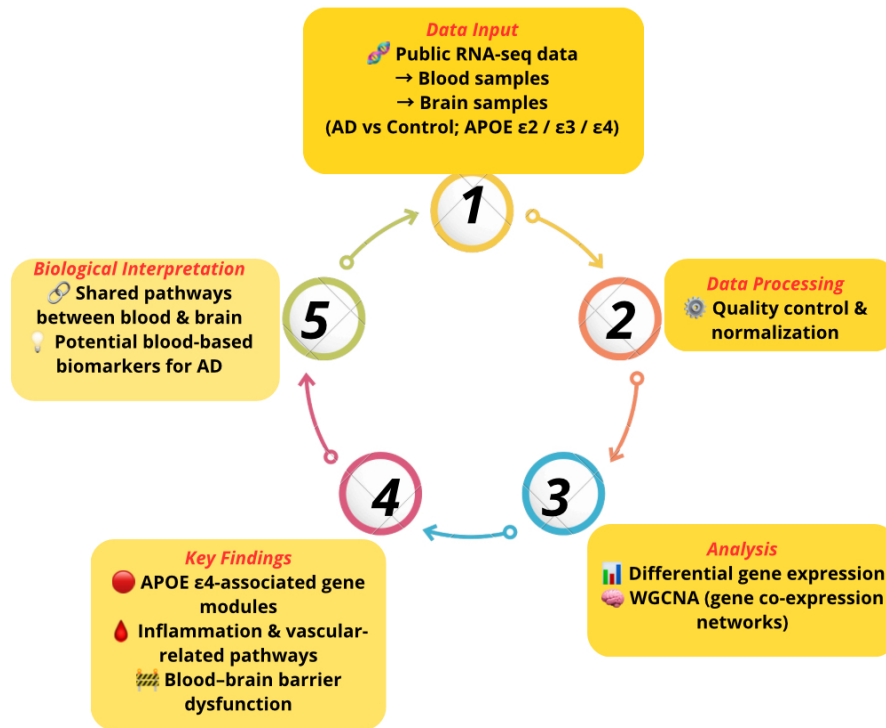 Data Input
🧬 Public RNA-seq data
→ Blood samples
→ Brain samples
(AD vs Control; APOE ε2 / ε3 / ε4)
1
2
Data Processing
⚙️ Quality control &
normalization
3
Analysis
📊 Differential gene expression
🧠 WGCNA (gene co-expression
networks)
4
Key Findings
🔴 APOE ε4-associated gene
modules
🩸 Inflammation & vascular-
related pathways
🚧 Blood–brain barrier
dysfunction
5
Biological Interpretation
🔗 Shared pathways
between blood & brain
💡 Potential blood-based
biomarkers for AD